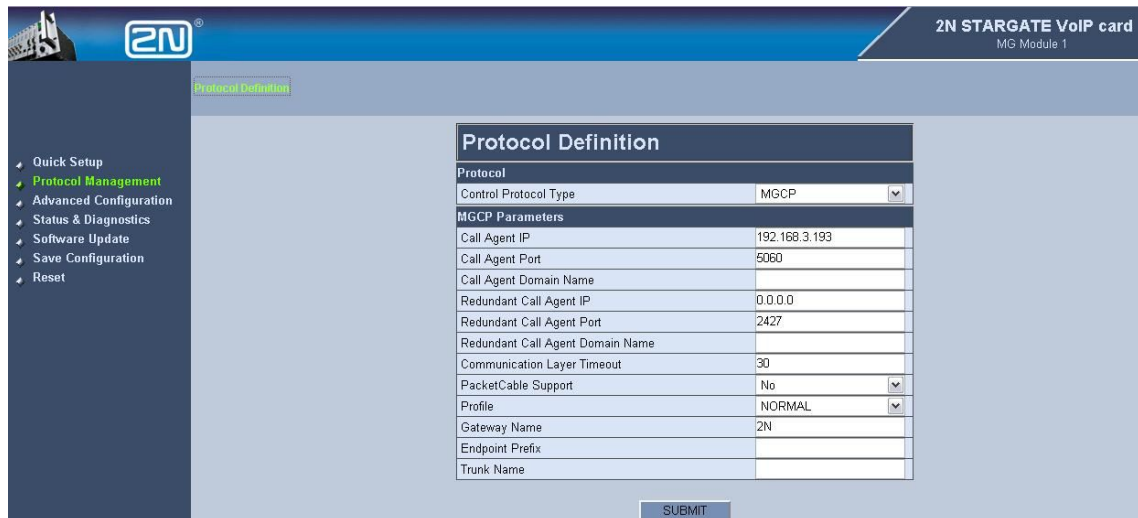 2N®
2N STARGATE VoIP card
MG Module 1
Protocol Definition
Quick Setup
Protocol Management
Advanced Configuration
Status & Diagnostics
Software Update
Save Configuration
Reset
Protocol Definition
Protocol
Control Protocol Type MGCP
MGCP Parameters
Call Agent IP 192.168.3.193
Call Agent Port 5060
Call Agent Domain Name
Redundant Call Agent IP 0.0.0.0
Redundant Call Agent Port 2427
Redundant Call Agent Domain Name
Communication Layer Timeout 30
PacketCable Support No
Profile NORMAL
Gateway Name 2N
Endpoint Prefix
Trunk Name
SUBMIT